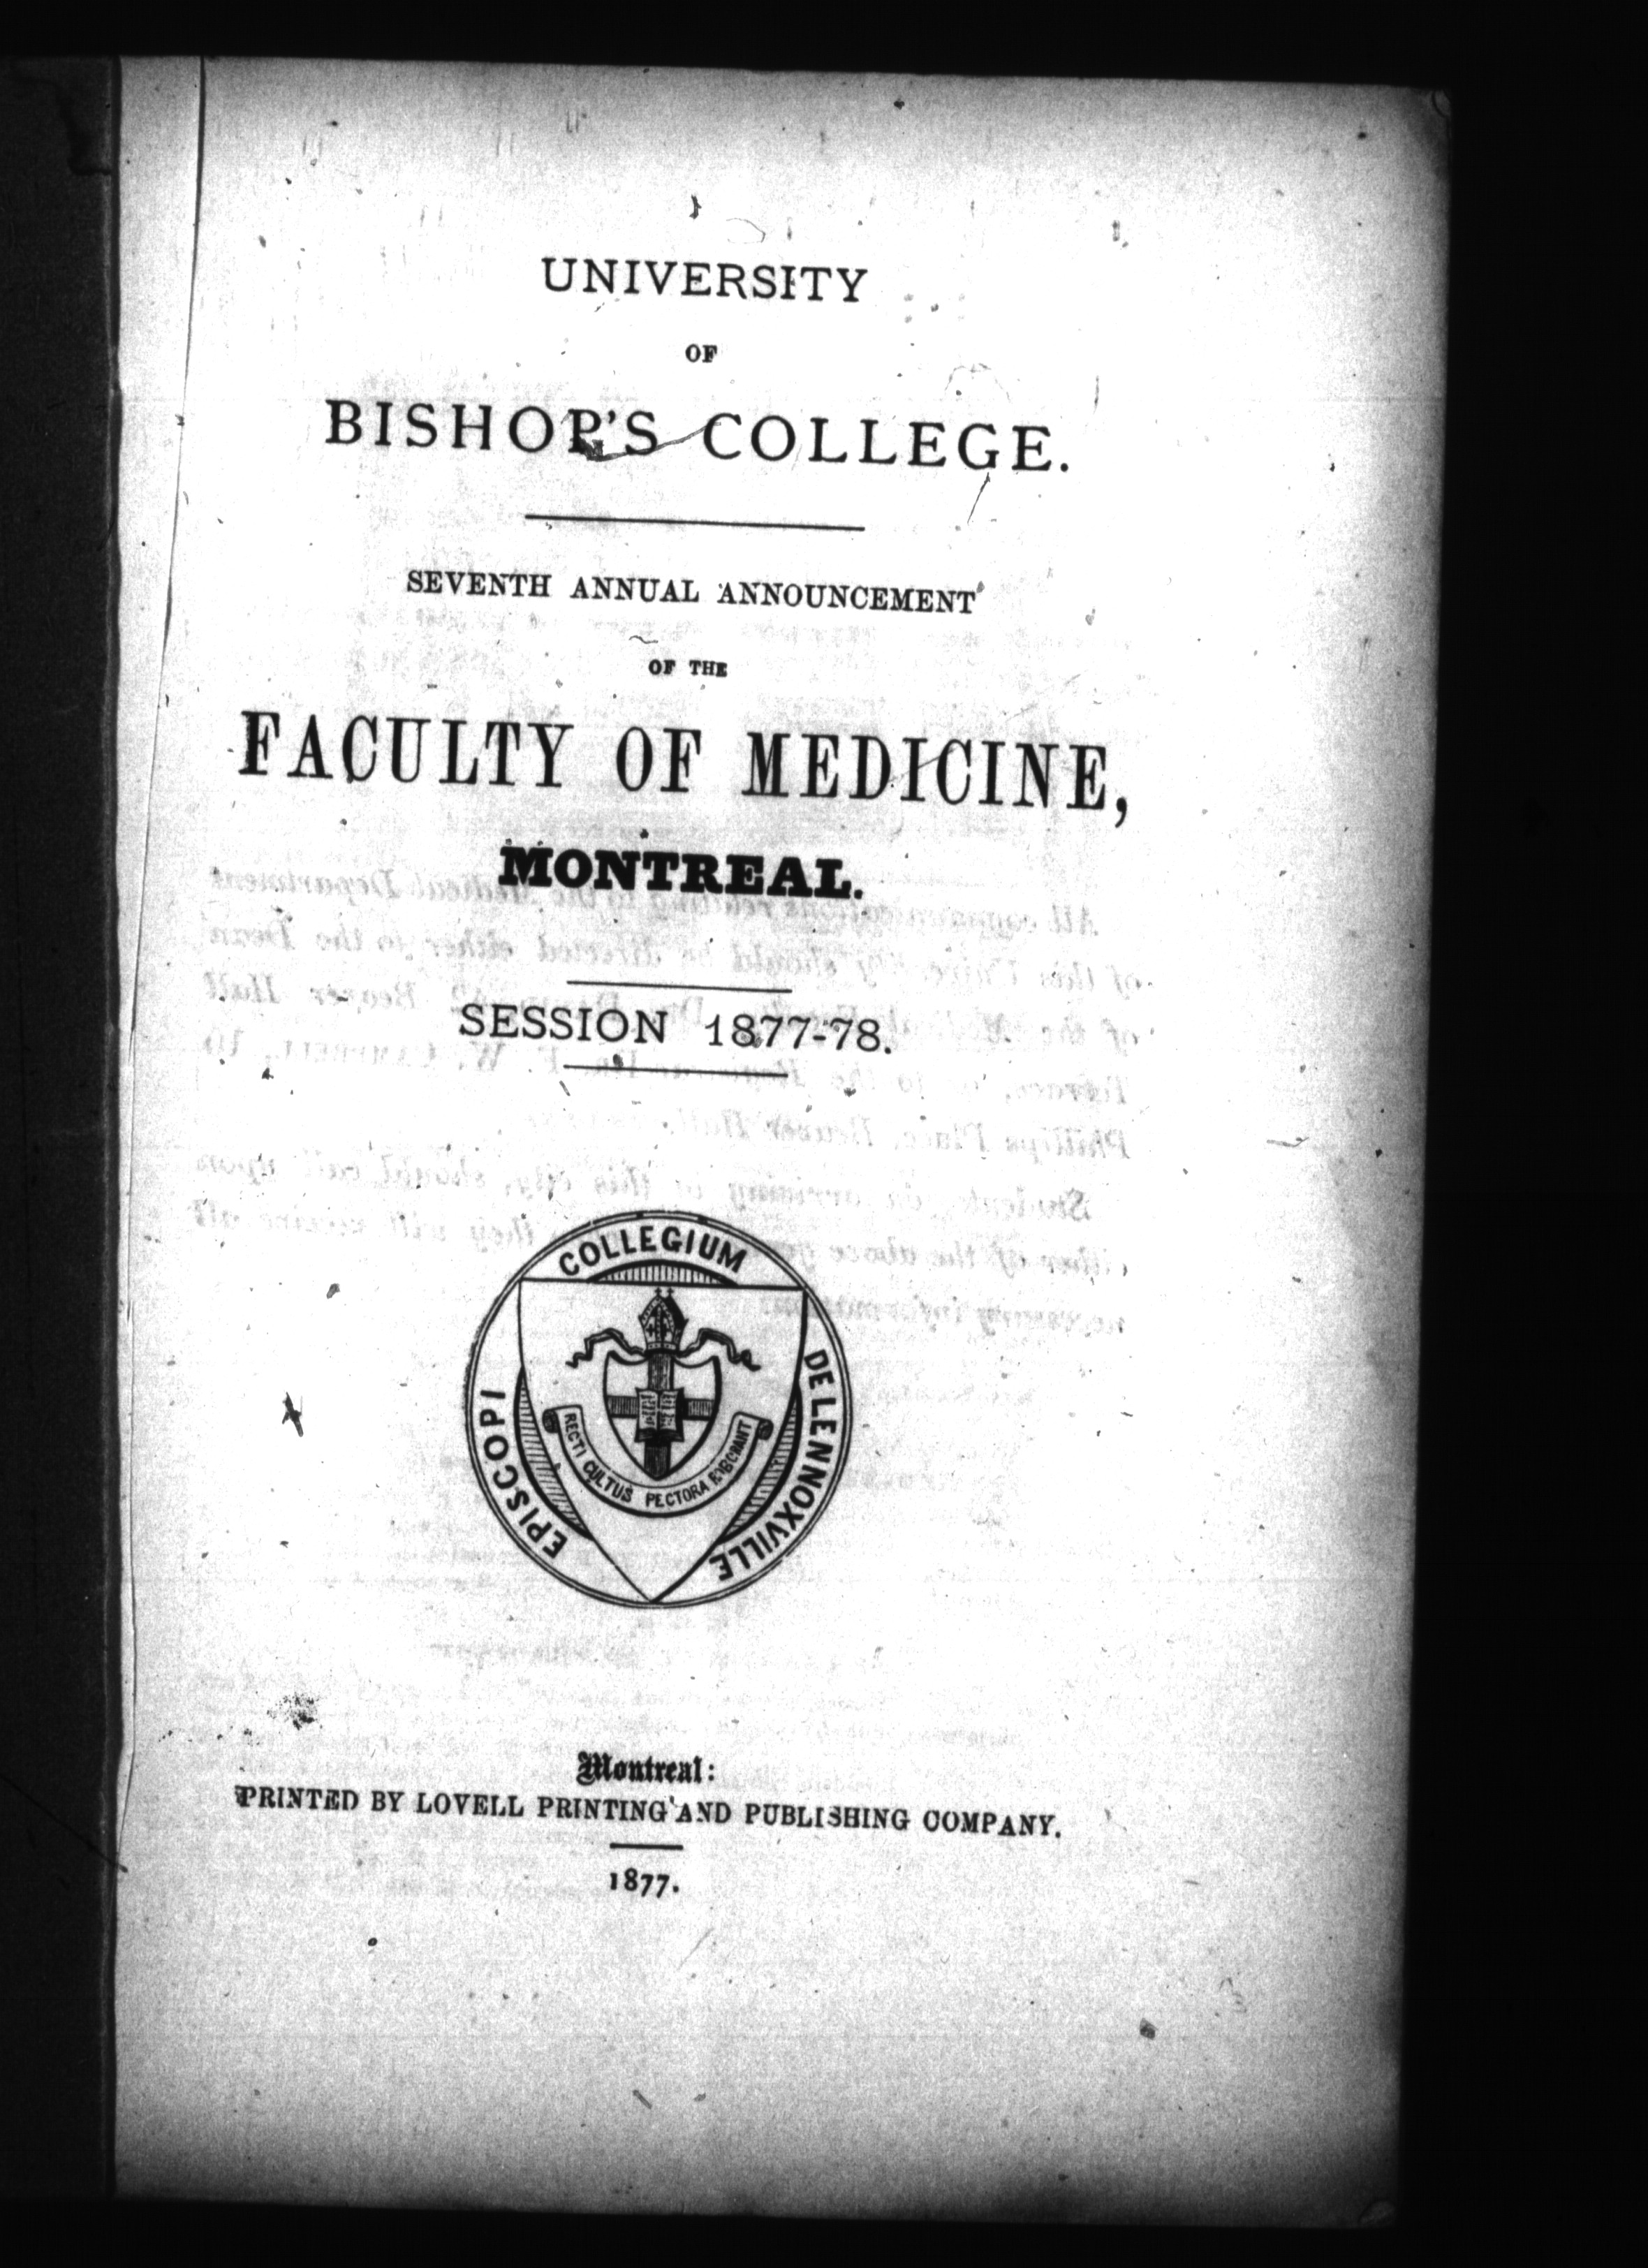 UNIVERSITY
OF
BISHOP'S COLLEGE.
SEVENTH ANNUAL ANNOUNCEMENT
OF THE
FACULTY OF MEDICINE,
MONTREAL.
SESSION 1877-78.
COLLEGIUM
EPISCOPI
DE LENNOXVILLE
RECTI CULTUS PECTORA ROBORANT
Montreal:
PRINTED BY LOVELL PRINTING AND PUBLISHING COMPANY.
1877.